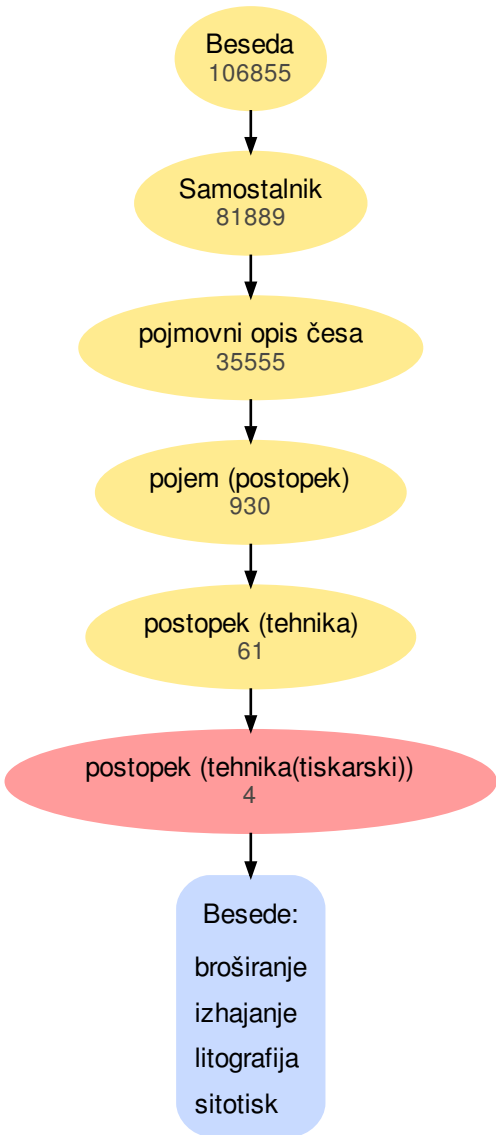 Beseda
106855
Samostalnik
81889
pojmovni opis česa
35555
pojem (postopek)
930
postopek (tehnika)
61
postopek (tehnika(tiskarski))
4
Besede:
broširanje
izhajanje
litografija
sitotisk